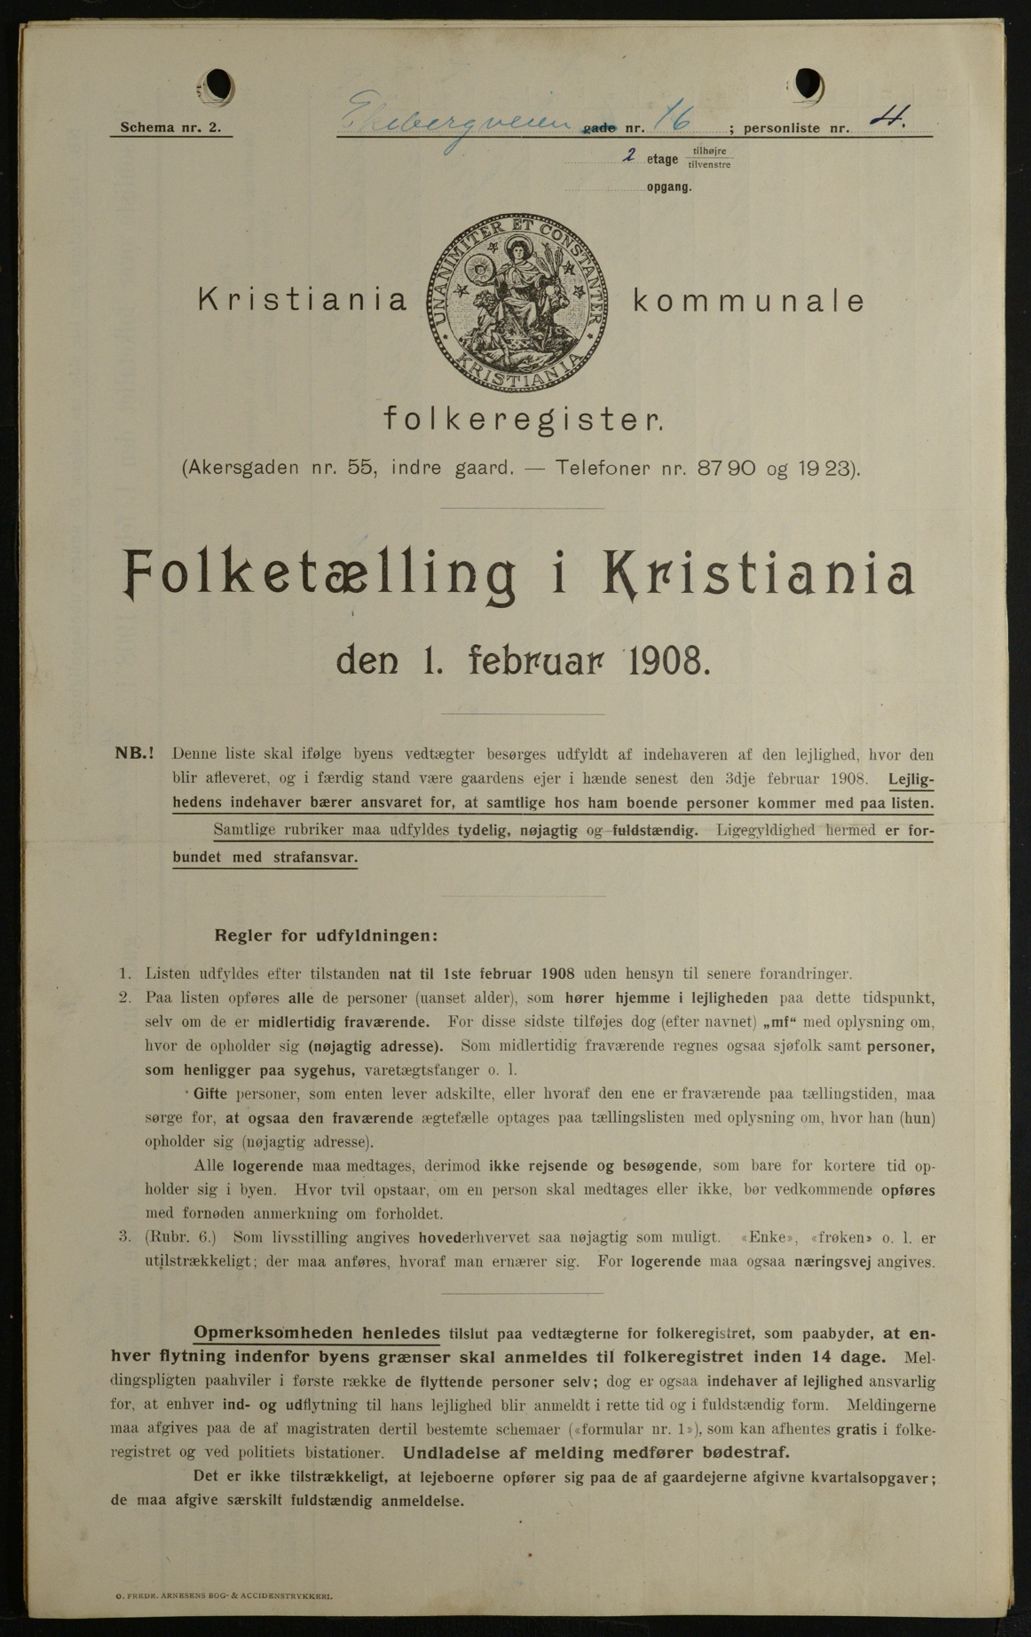 Schema nr. 2.
Ekebergveien gade nr. 16 ; personliste nr. 4.
2 etage tilhøjre
tilvenstre
opgang.
UNANIMITER ET CONSTANTER
KRISTIANIA
Kristiania kommunale
folkeregister.
(Akersgaden nr. 55, indre gaard. — Telefoner nr. 8790 og 1923).
Folketælling i Kristiania
den 1. februar 1908.
NB.! Denne liste skal ifølge byens vedtægter besørges udfyldt af indehaveren af den lejlighed, hvor den
blir afleveret, og i færdig stand være gaardens ejer i hænde senest den 3dje februar 1908. Lejlig-
hedens indehaver bærer ansvaret for, at samtlige hos ham boende personer kommer med paa listen.
Samtlige rubriker maa udfyldes tydelig, nøjagtig og fuldstændig. Ligegyldighed hermed er for-
bundet med strafansvar.
Regler for udfyldningen:
1. Listen udfyldes efter tilstanden nat til 1ste februar 1908 uden hensyn til senere forandringer.
2. Paa listen opføres alle de personer (uanset alder), som hører hjemme i lejligheden paa dette tidspunkt,
selv om de er midlertidig fraværende. For disse sidste tilføjes dog (efter navnet) „mf“ med oplysning om,
hvor de opholder sig (nøjagtig adresse). Som midlertidig fraværende regnes ogsaa sjøfolk samt personer,
som henligger paa sygehus, varetægtsfanger o. l.
Gifte personer, som enten lever adskilte, eller hvoraf den ene er fraværende paa tællingstiden, maa
sørge for, at ogsaa den fraværende ægtefælle optages paa tællingslisten med oplysning om, hvor han (hun)
opholder sig (nøjagtig adresse).
Alle logerende maa medtages, derimod ikke rejsende og besøgende, som bare for kortere tid op-
holder sig i byen. Hvor tvil opstaar, om en person skal medtages eller ikke, bør vedkommende opføres
med fornøden anmerkning om forholdet.
3. (Rubr. 6.) Som livsstilling angives hovederhvervet saa nøjagtig som muligt. «Enke», «frøken» o. l. er
utilstrækkeligt; der maa anføres, hvoraf man ernærer sig. For logerende maa ogsaa næringsvej angives.
Opmerksomheden henledes tilslut paa vedtægterne for folkeregistret, som paabyder, at en-
hver flytning indenfor byens grænser skal anmeldes til folkeregistret inden 14 dage. Mel-
dingspligten paahviler i første række de flyttende personer selv; dog er ogsaa indehaver af lejlighed ansvarlig
for, at enhver ind- og udflytning til hans lejlighed blir anmeldt i rette tid og i fuldstændig form. Meldingerne
maa afgives paa de af magistraten dertil bestemte schemaer («formular nr. 1»), som kan afhentes gratis i folke-
registret og ved politiets bistationer. Undladelse af melding medfører bødestraf.
Det er ikke tilstrækkeligt, at lejeboerne opfører sig paa de af gaardejerne afgivne kvartalsopgaver;
de maa afgive særskilt fuldstændig anmeldelse.
O. FREDR. ARNESENS BOG- & ACCIDENSTRYKKERI.